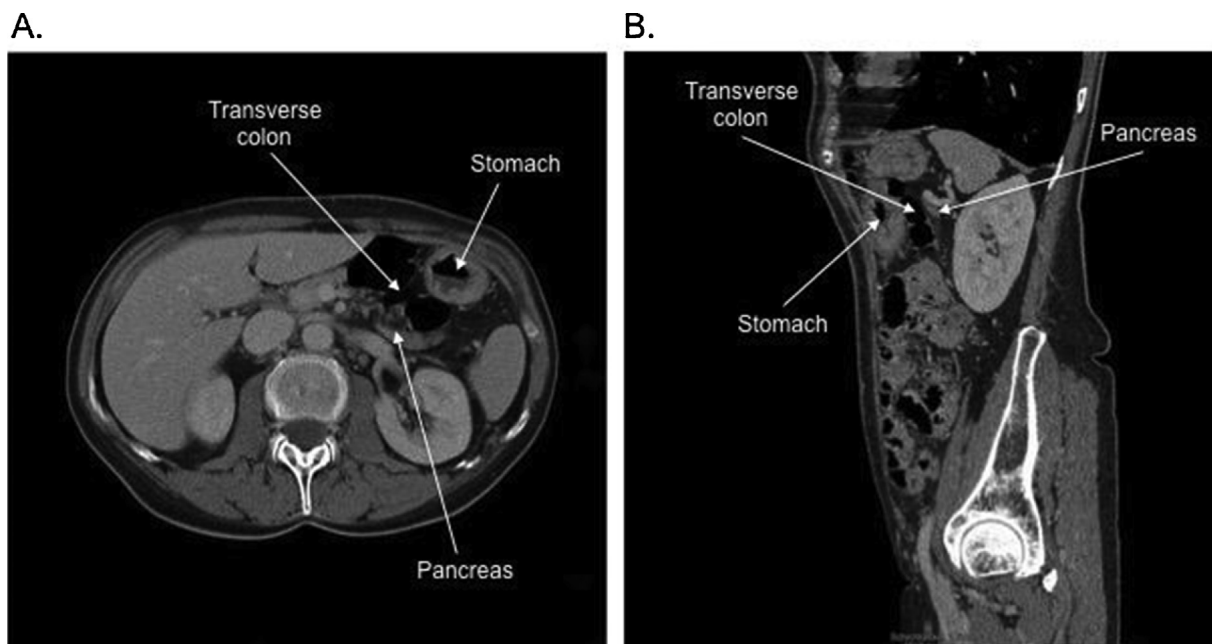 A.
Transverse
colon
Stomach
Pancreas
B.
Transverse
colon
Pancreas
Stomach